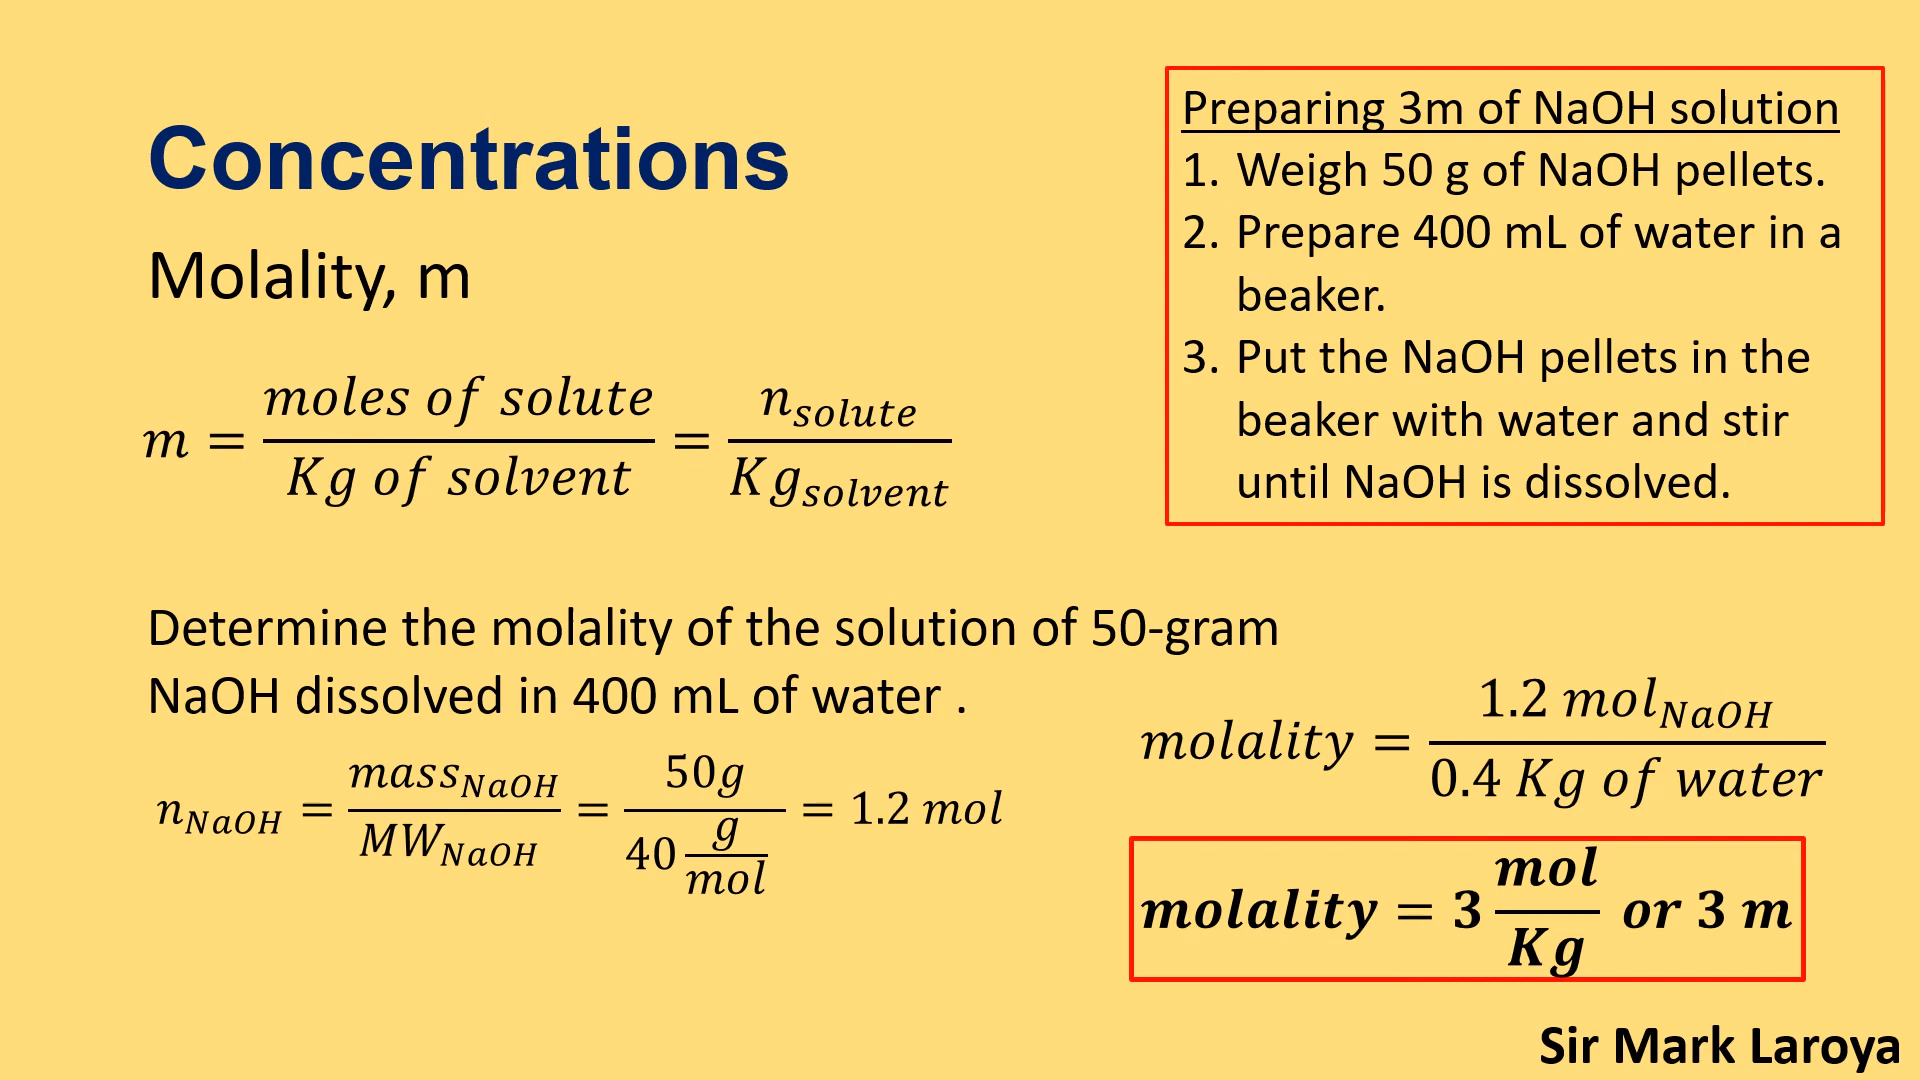 Concentrations
Molality, m
m = moles of solute / Kg of solvent = n_solute / Kg_solvent
Preparing 3m of NaOH solution
1. Weigh 50 g of NaOH pellets.
2. Prepare 400 mL of water in a
beaker.
3. Put the NaOH pellets in the
beaker with water and stir
until NaOH is dissolved.
Determine the molality of the solution of 50-gram
NaOH dissolved in 400 mL of water .
n_NaOH = mass_NaOH / MW_NaOH = 50g / 40 g/mol = 1.2 mol
molality = 1.2 mol_NaOH / 0.4 Kg of water
molality = 3 mol/Kg or 3 m
Sir Mark Laroya